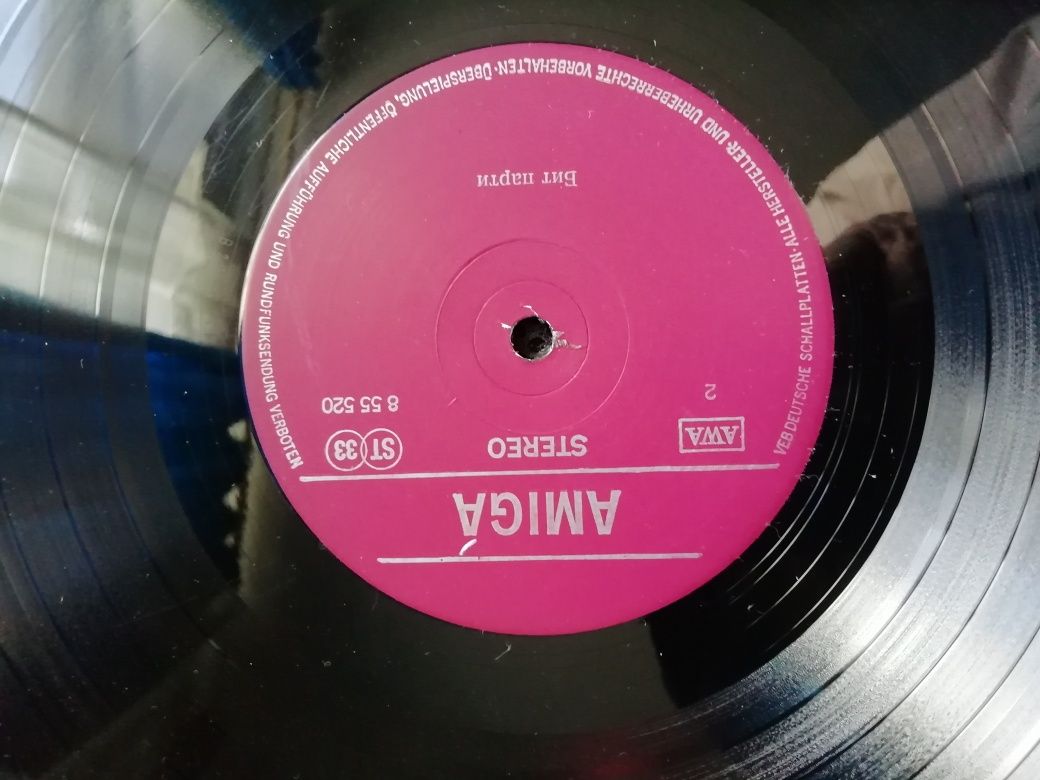 AMIGA
STEREO
AWA
ST 33
2
8 55 520
Бит парти
VEB DEUTSCHE SCHALLPLATTEN · ALLE HERSTELLER- UND URHEBERRECHTE VORBEHALTEN · ÜBERSPIELUNG, ÖFFENTLICHE AUFFÜHRUNG UND RUNDFUNKSENDUNG VERBOTEN